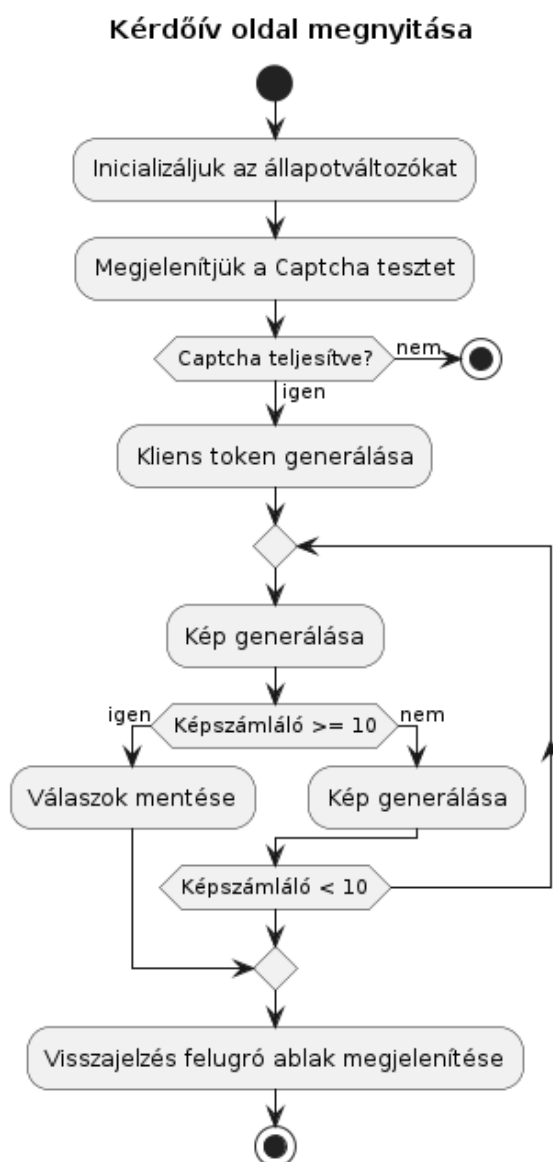 Kérdőív oldal megnyitása
Inicializáljuk az állapotváltozókat
Megjelenítjük a Captcha tesztet
Captcha teljesítve?
nem
igen
Kliens token generálása
Kép generálása
igen
Képszámláló >= 10
nem
Válaszok mentése
Kép generálása
Képszámláló < 10
Visszajelzés felugró ablak megjelenítése